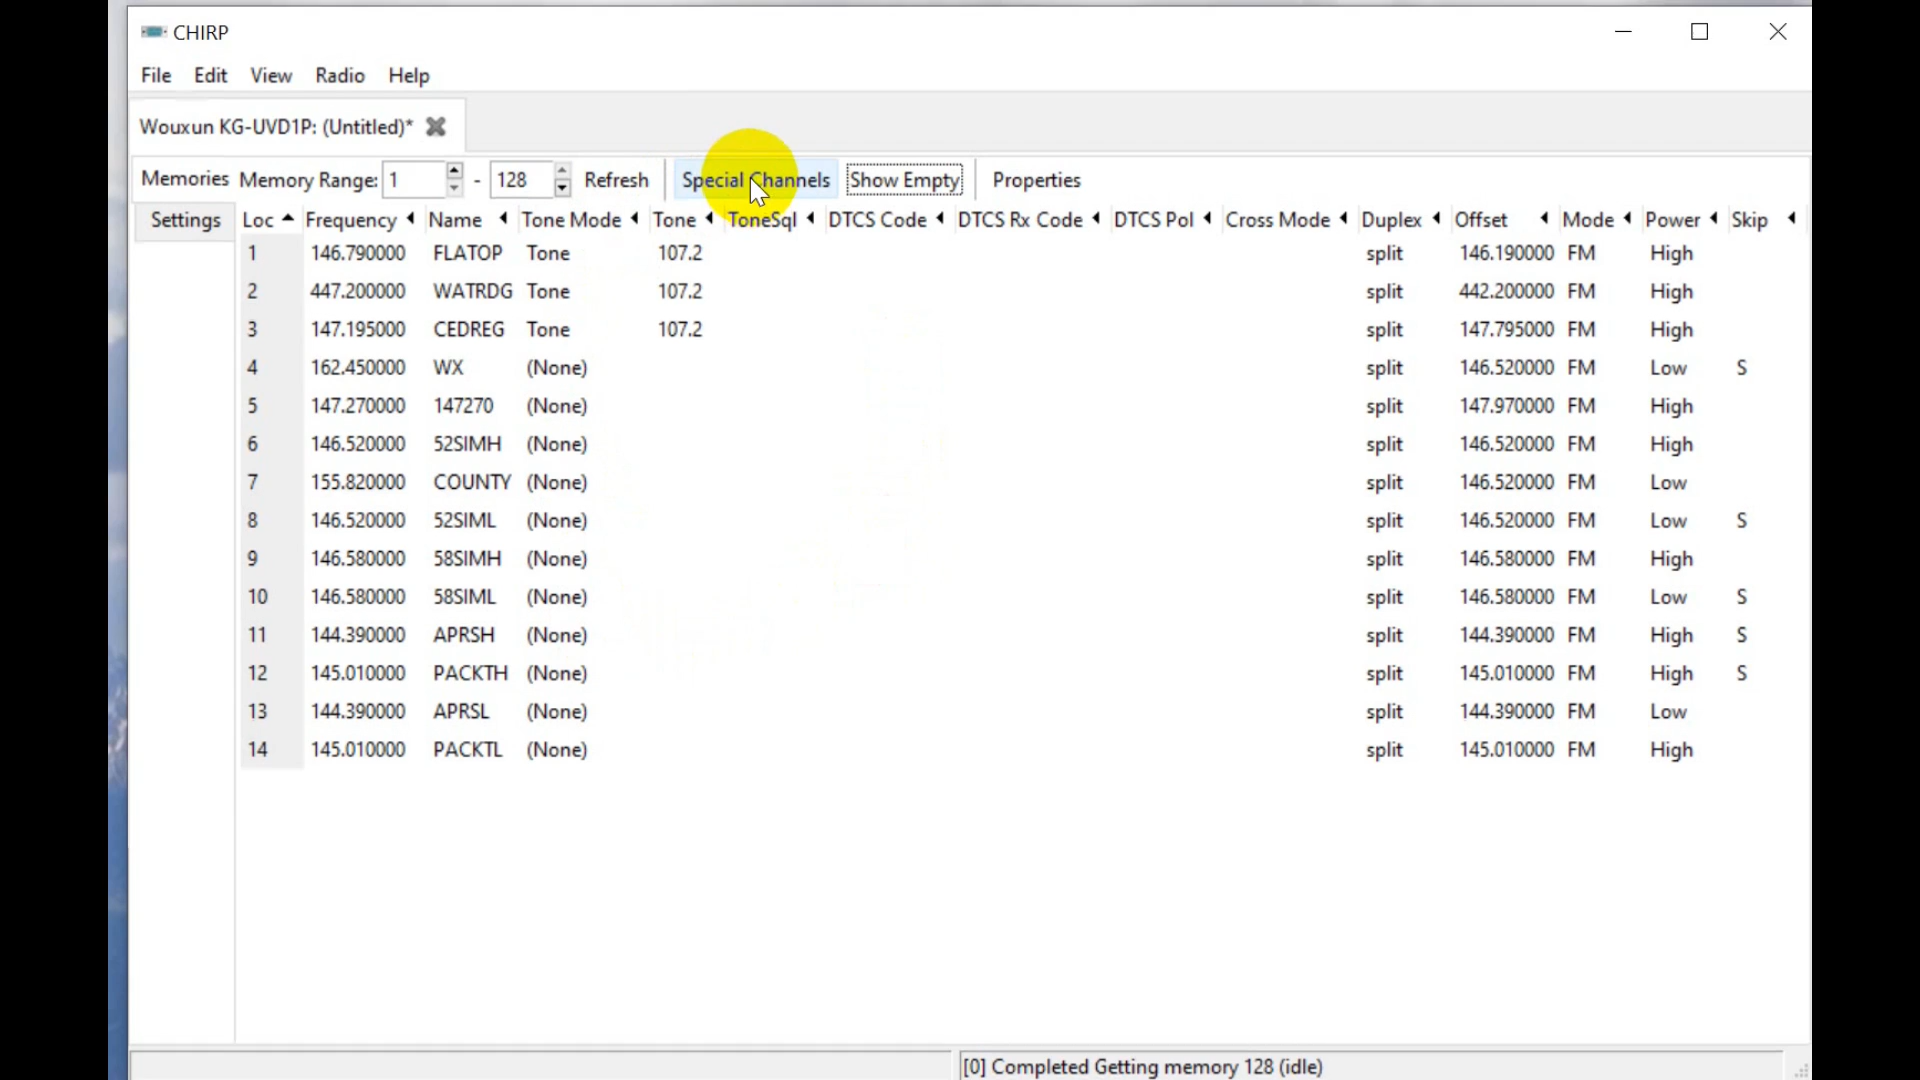 CHIRP
File Edit View Radio Help
Wouxun KG-UVD1P: (Untitled)*
Memories Memory Range: 1 - 128 Refresh Special Channels Show Empty Properties
Settings Loc Frequency Name Tone Mode Tone ToneSql DTCS Code DTCS Rx Code DTCS Pol Cross Mode Duplex Offset Mode Power Skip
1 146.790000 FLATOP Tone 107.2 split 146.190000 FM High
2 447.200000 WATRDG Tone 107.2 split 442.200000 FM High
3 147.195000 CEDREG Tone 107.2 split 147.795000 FM High
4 162.450000 WX (None) split 146.520000 FM Low S
5 147.270000 147270 (None) split 147.970000 FM High
6 146.520000 52SIMH (None) split 146.520000 FM High
7 155.820000 COUNTY (None) split 146.520000 FM Low
8 146.520000 52SIML (None) split 146.520000 FM Low S
9 146.580000 58SIMH (None) split 146.580000 FM High
10 146.580000 58SIML (None) split 146.580000 FM Low S
11 144.390000 APRSH (None) split 144.390000 FM High S
12 145.010000 PACKTH (None) split 145.010000 FM High S
13 144.390000 APRSL (None) split 144.390000 FM Low
14 145.010000 PACKTL (None) split 145.010000 FM High
[0] Completed Getting memory 128 (idle)